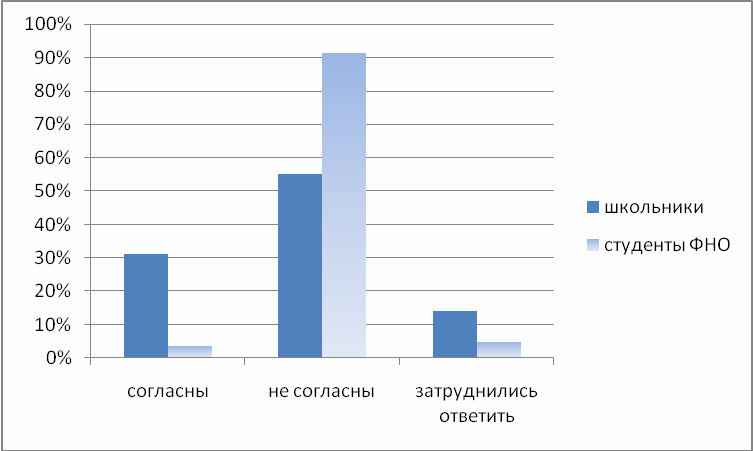 100%
90%
80%
70%
60%
50%
40%
30%
20%
10%
0%
согласны
не согласны
затруднились
ответить
школьники
студенты ФНО